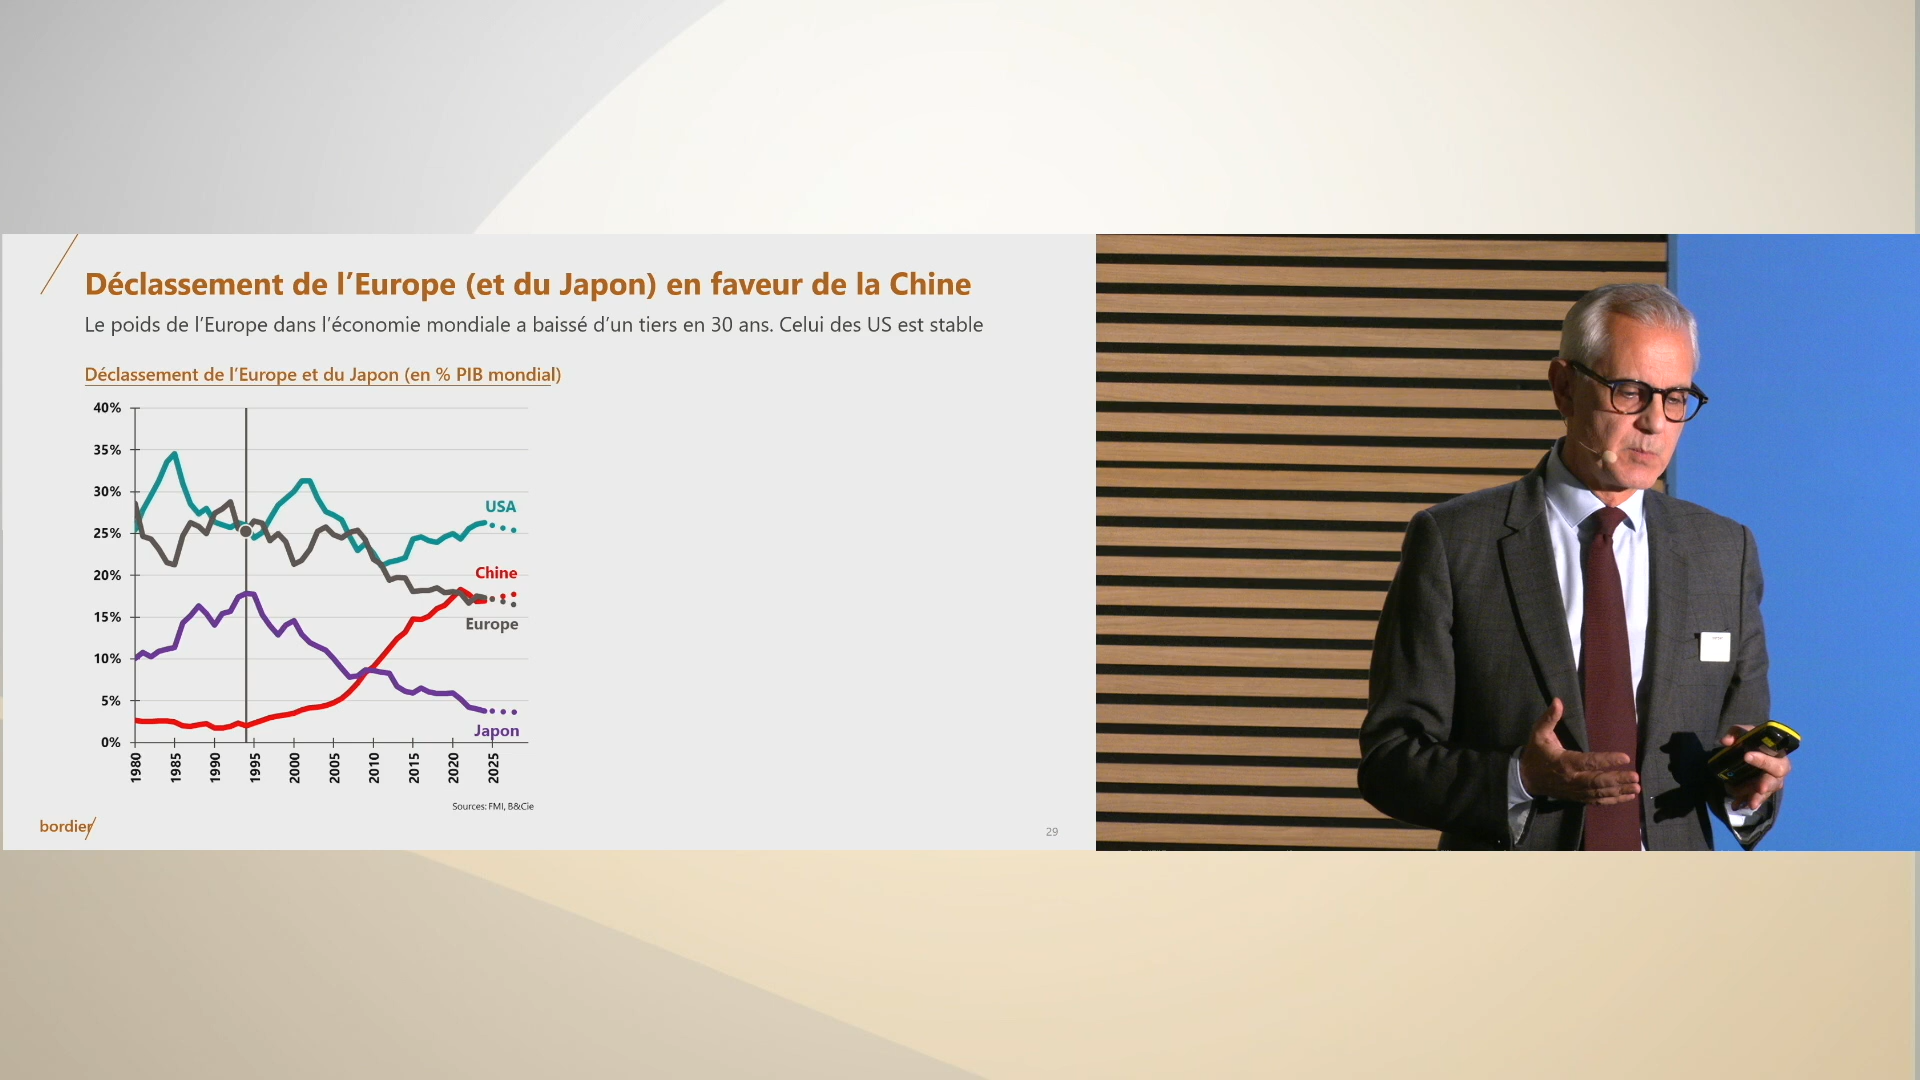 Déclassement de l’Europe (et du Japon) en faveur de la Chine
Le poids de l’Europe dans l’économie mondiale a baissé d’un tiers en 30 ans. Celui des US est stable
Déclassement de l’Europe et du Japon (en % PIB mondial)
40%
35%
30%
25%
20%
15%
10%
5%
0%
USA
Chine
Europe
Japon
1980
1985
1990
1995
2000
2005
2010
2015
2020
2025
Sources: FMI, B&Cie
bordier
29